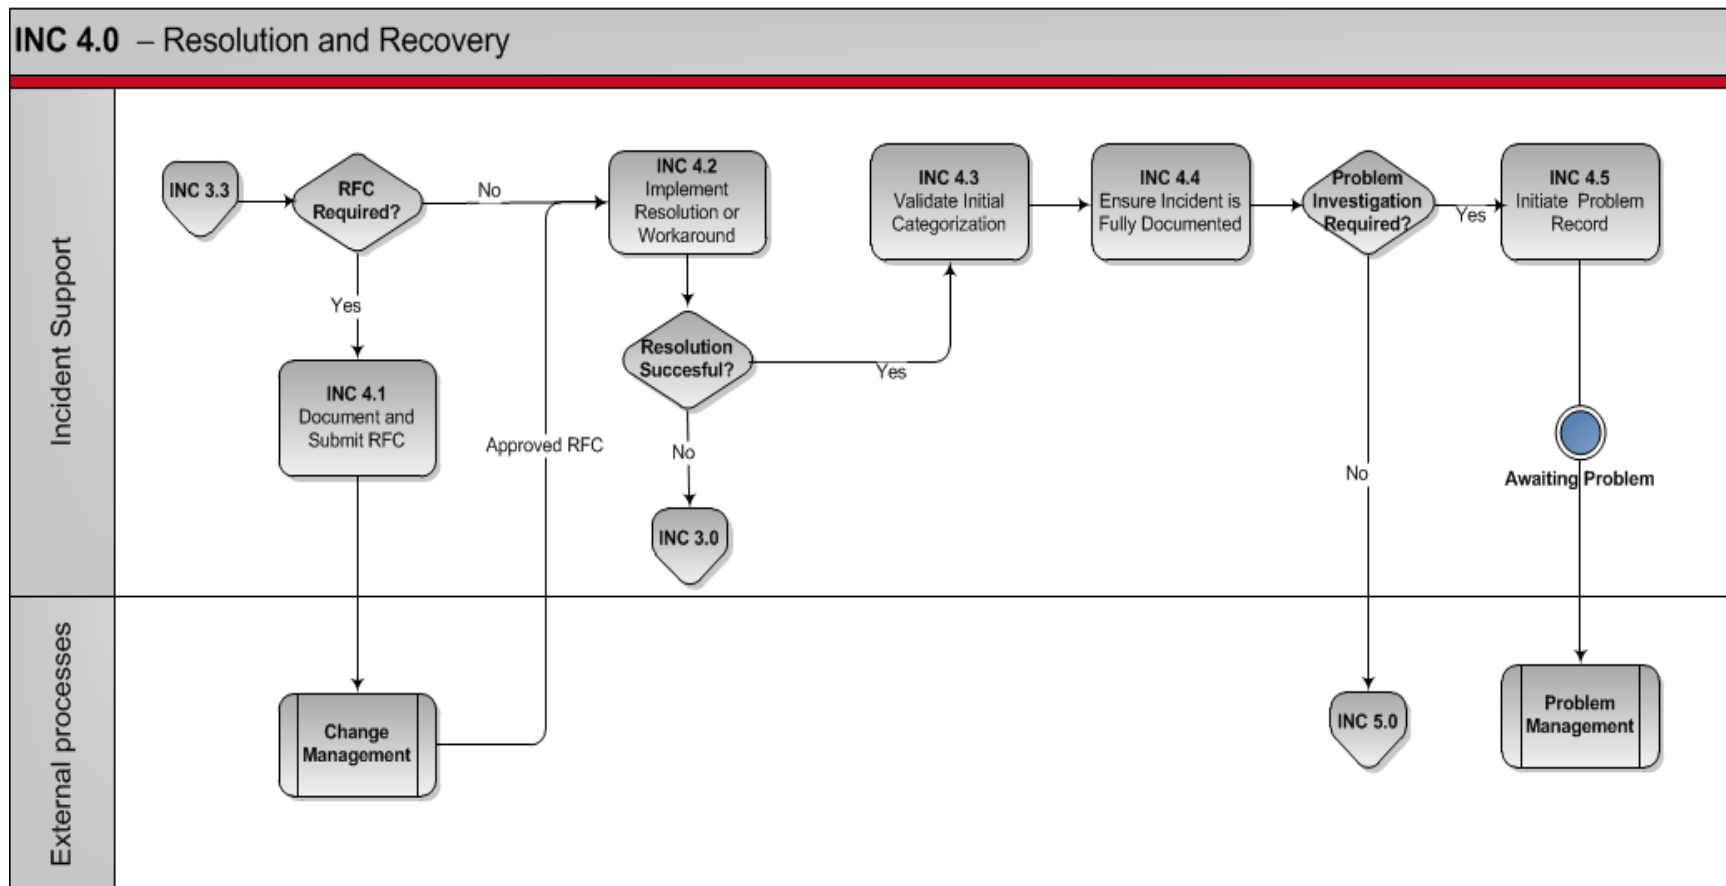 INC 4.0 – Resolution and Recovery
Incident Support
INC 3.3
RFC
Required?
No
Yes
INC 4.1
Document and
Submit RFC
Approved RFC
INC 4.2
Implement
Resolution or
Workaround
Resolution
Succesful?
Yes
No
INC 3.0
INC 4.3
Validate Initial
Categorization
INC 4.4
Ensure Incident is
Fully Documented
Problem
Investigation
Required?
Yes
No
INC 4.5
Initiate Problem
Record
Awaiting Problem
External processes
Change
Management
INC 5.0
Problem
Management